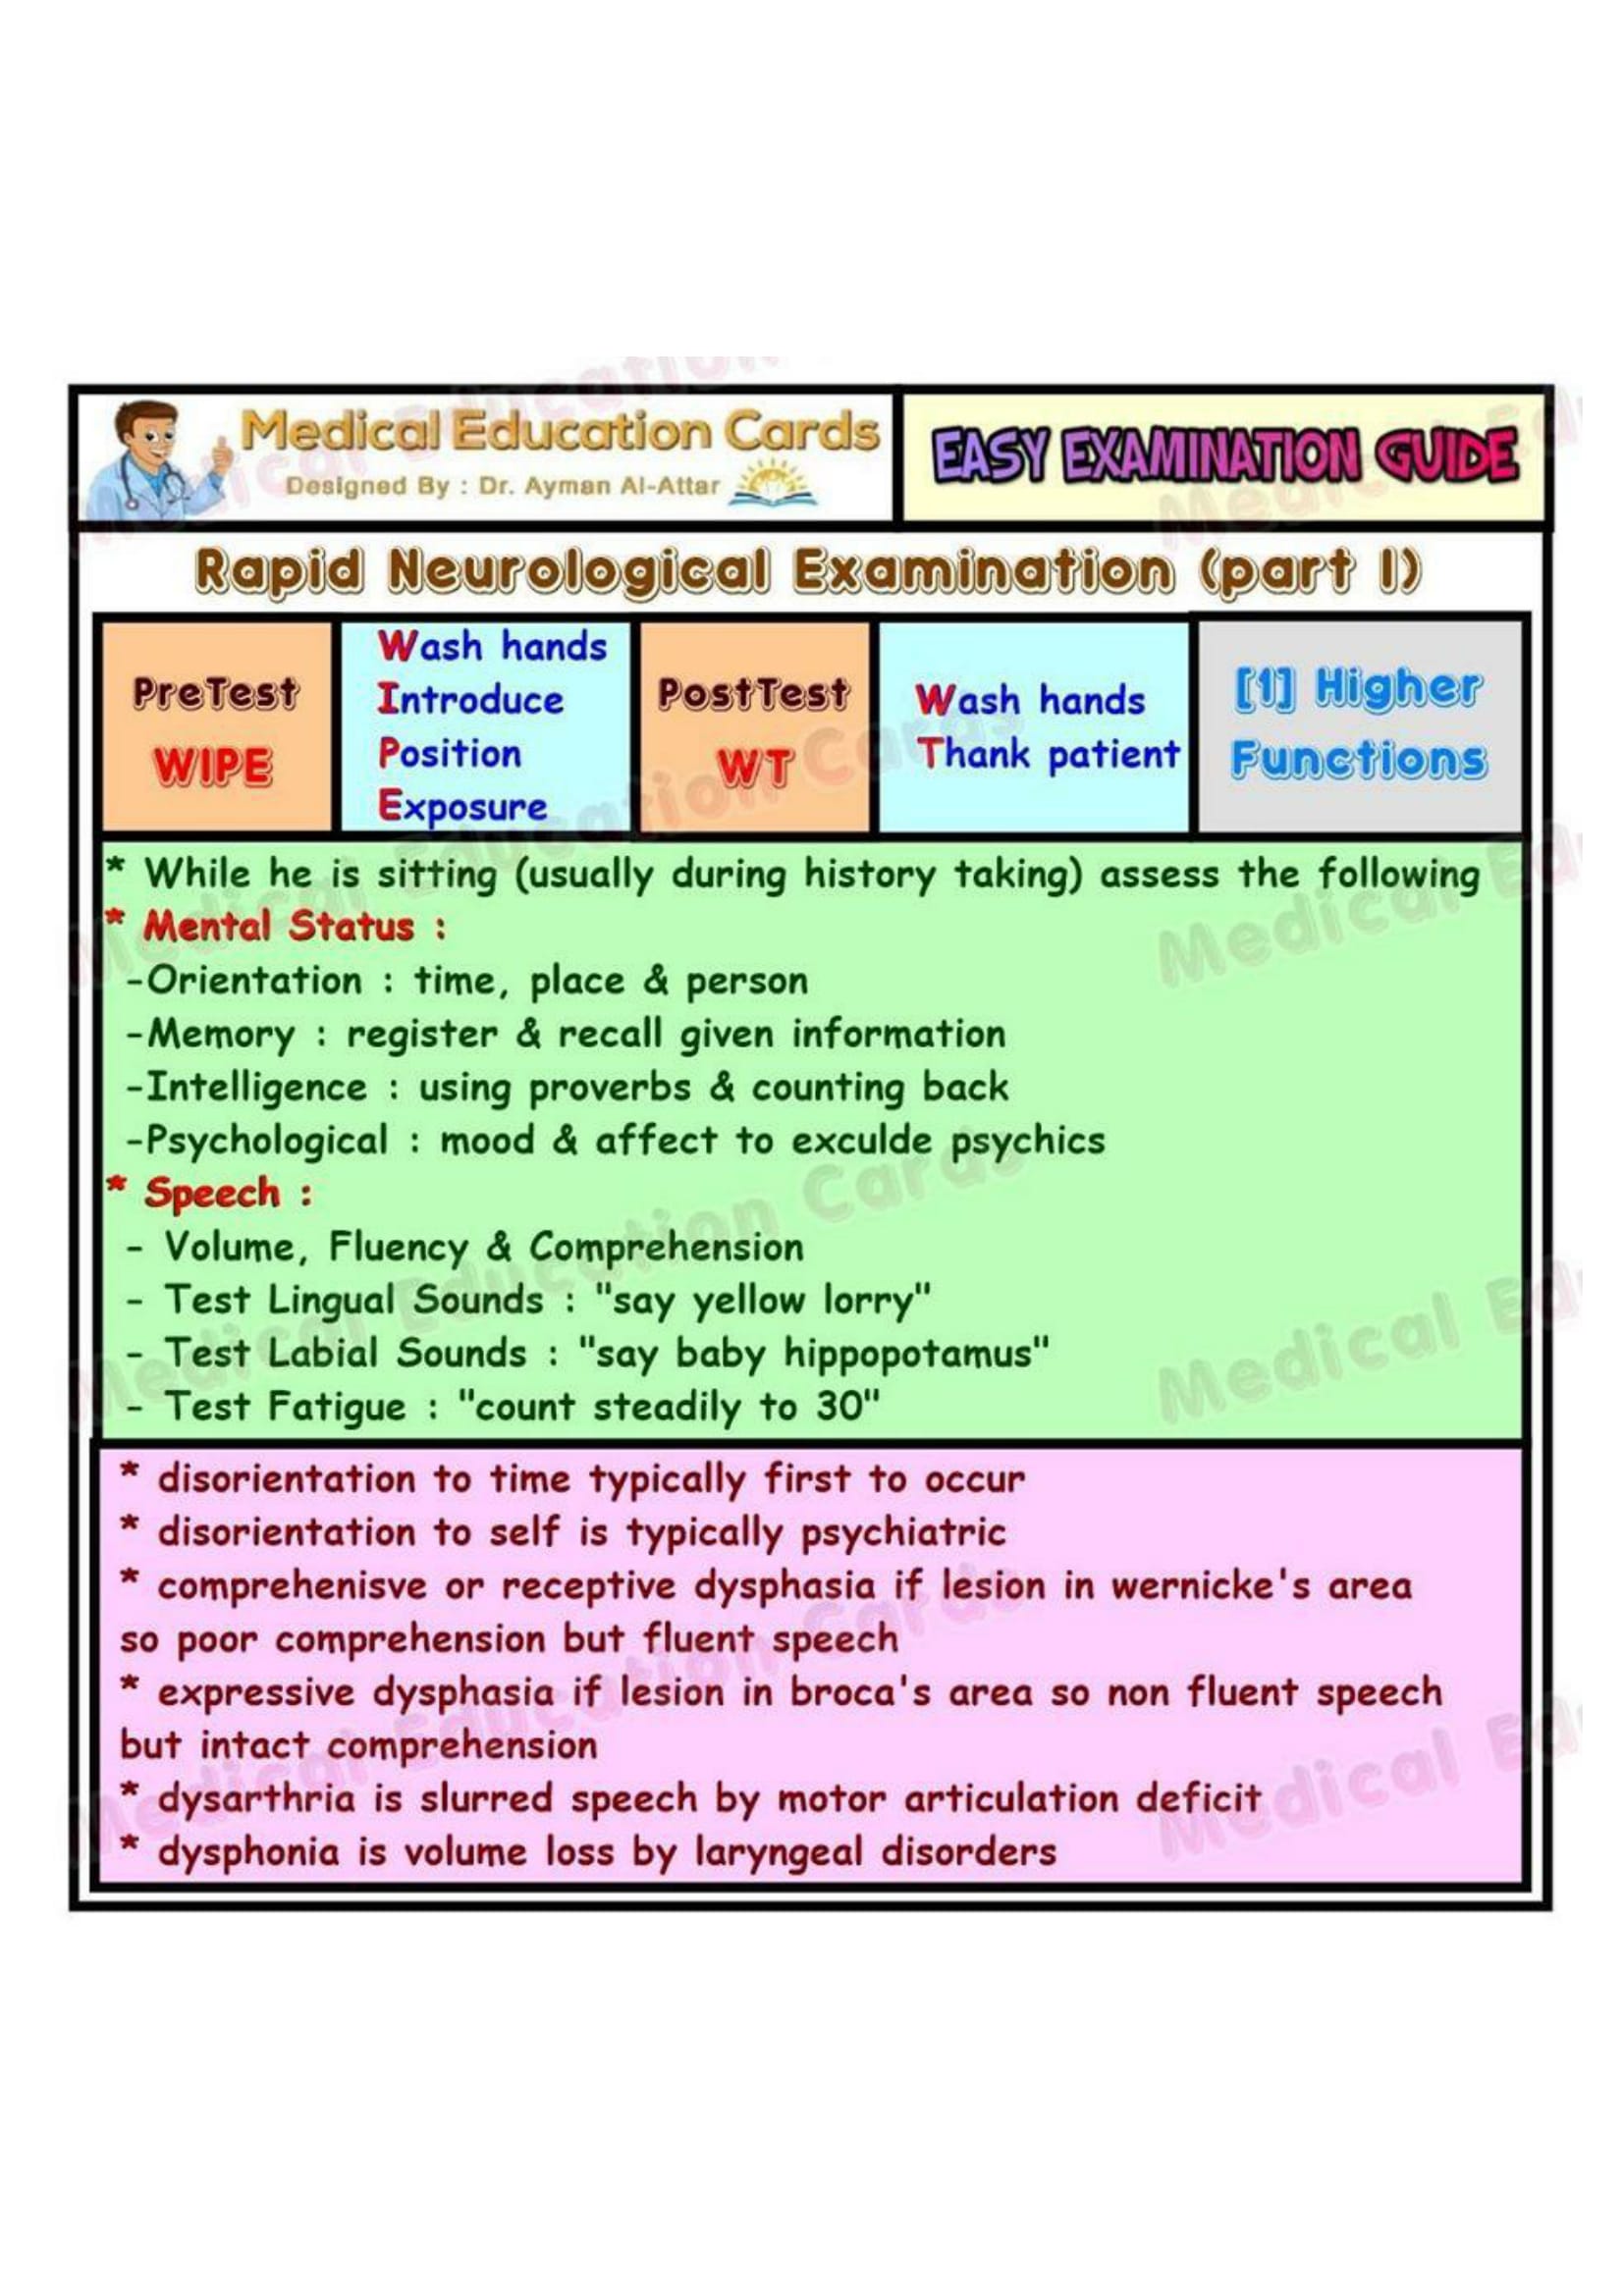 Medical Education Cards
Designed By : Dr. Ayman Al-Attar
EASY EXAMINATION GUIDE
Rapid Neurological Examination (part 1)
PreTest
WIPE
Wash hands
Introduce
Position
Exposure
PostTest
WT
Wash hands
Thank patient
[1] Higher
Functions
* While he is sitting (usually during history taking) assess the following
* Mental Status :
-Orientation : time, place & person
-Memory : register & recall given information
-Intelligence : using proverbs & counting back
-Psychological : mood & affect to exculde psychics
* Speech :
- Volume, Fluency & Comprehension
- Test Lingual Sounds : "say yellow lorry"
- Test Labial Sounds : "say baby hippopotamus"
- Test Fatigue : "count steadily to 30"
* disorientation to time typically first to occur
* disorientation to self is typically psychiatric
* comprehenisve or receptive dysphasia if lesion in wernicke's area
so poor comprehension but fluent speech
* expressive dysphasia if lesion in broca's area so non fluent speech
but intact comprehension
* dysarthria is slurred speech by motor articulation deficit
* dysphonia is volume loss by laryngeal disorders